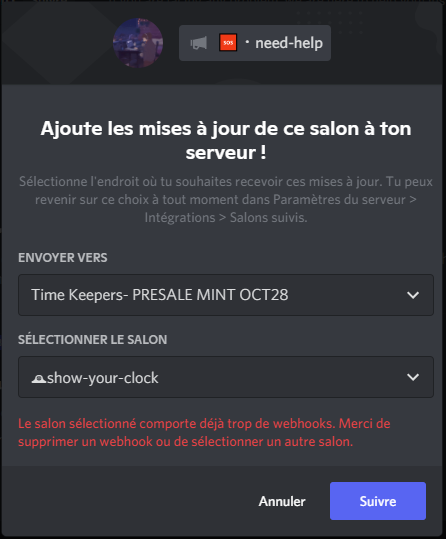 SOS · need-help
Ajoute les mises à jour de ce salon à ton
serveur !
Sélectionne l'endroit où tu souhaites recevoir ces mises à jour. Tu peux
revenir sur ce choix à tout moment dans Paramètres du serveur >
Intégrations > Salons suivis.
ENVOYER VERS
Time Keepers- PRESALE MINT OCT28
SÉLECTIONNER LE SALON
🕰show-your-clock
Le salon sélectionné comporte déjà trop de webhooks. Merci de
supprimer un webhook ou de sélectionner un autre salon.
Annuler Suivre